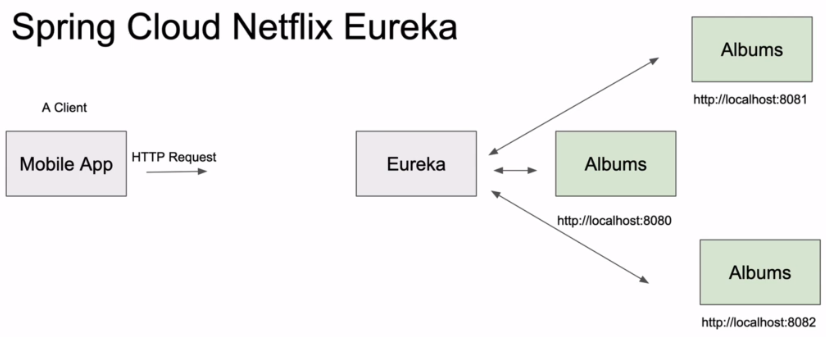 Spring Cloud Netflix Eureka
A Client
Mobile App
HTTP Request
Eureka
Albums
http://localhost:8081
Albums
http://localhost:8080
Albums
http://localhost:8082